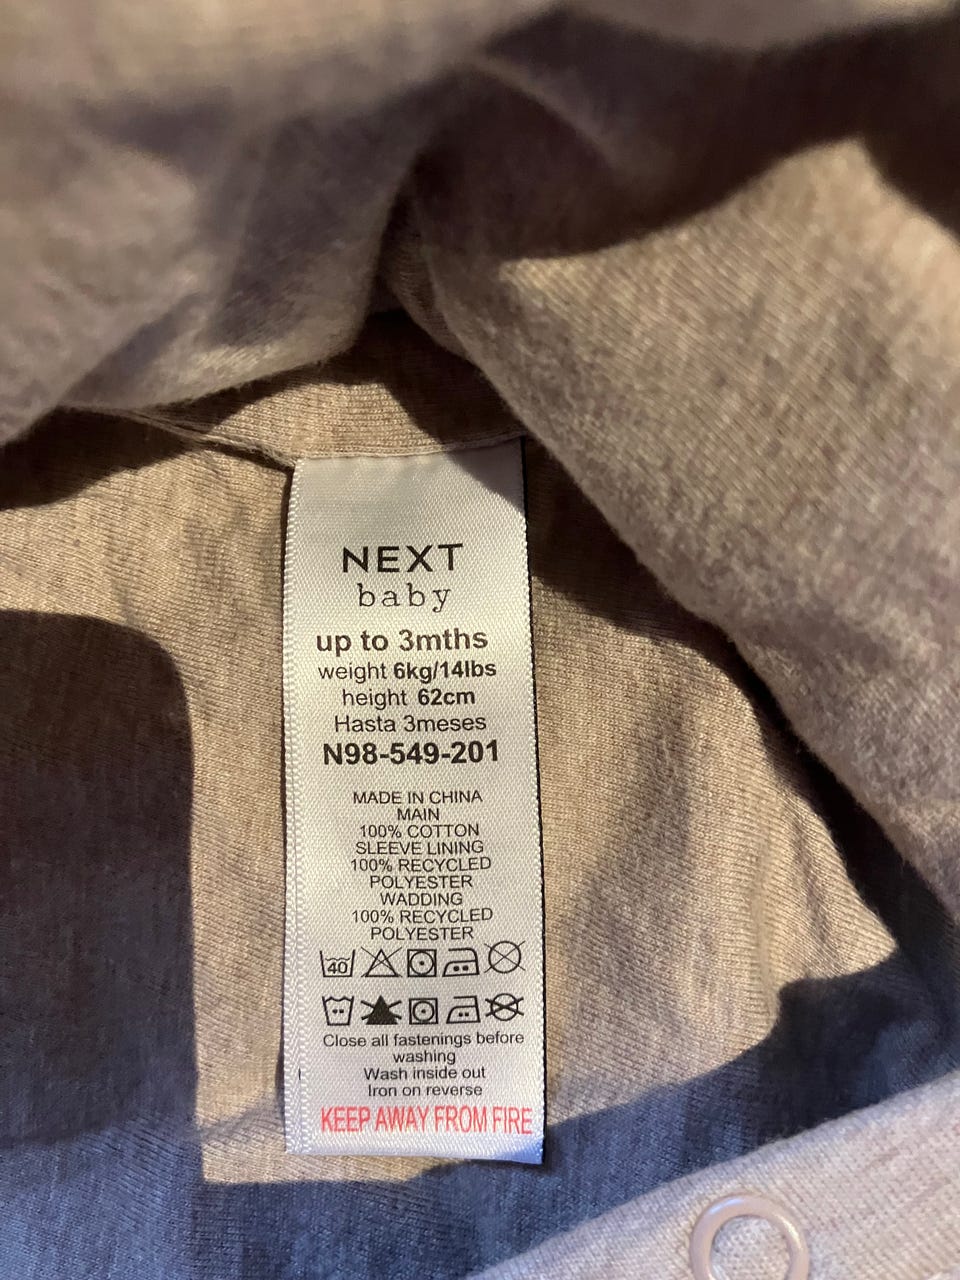 NEXT
baby
up to 3mths
weight 6kg/14lbs
height 62cm
Hasta 3meses
N98-549-201
MADE IN CHINA
MAIN
100% COTTON
SLEEVE LINING
100% RECYCLED
POLYESTER
WADDING
100% RECYCLED
POLYESTER
40
Close all fastenings before
washing
Wash inside out
Iron on reverse
KEEP AWAY FROM FIRE